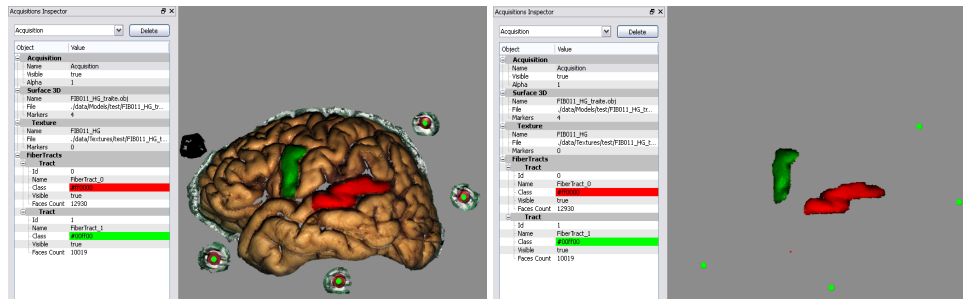 Acquisitions Inspector
Acquisition Delete
Object Value
Acquisition
Name Acquisition
Visible true
Alpha 1
Surface 3D
Name FIB011_HG_traite.obj
File ./data/Models/test/FIB011_HG_tr...
Markers 4
Texture
Name FIB011_HG
File ./data/Textures/test/FIB011_HG_t...
Markers 0
FiberTracts
Tract
Id 0
Name FiberTract_0
Class #ff0000
Visible true
Faces Count 12930
Tract
Id 1
Name FiberTract_1
Class #00ff00
Visible true
Faces Count 10019
Acquisitions Inspector
Acquisition Delete
Object Value
Acquisition
Name Acquisition
Visible true
Alpha 1
Surface 3D
Name FIB011_HG_traite.obj
File ./data/Models/test/FIB011_HG_tr...
Markers 4
Texture
Name FIB011_HG
File ./data/Textures/test/FIB011_HG_t...
Markers 0
FiberTracts
Tract
Id 0
Name FiberTract_0
Class #ff0000
Visible true
Faces Count 12930
Tract
Id 1
Name FiberTract_1
Class #00ff00
Visible true
Faces Count 10019